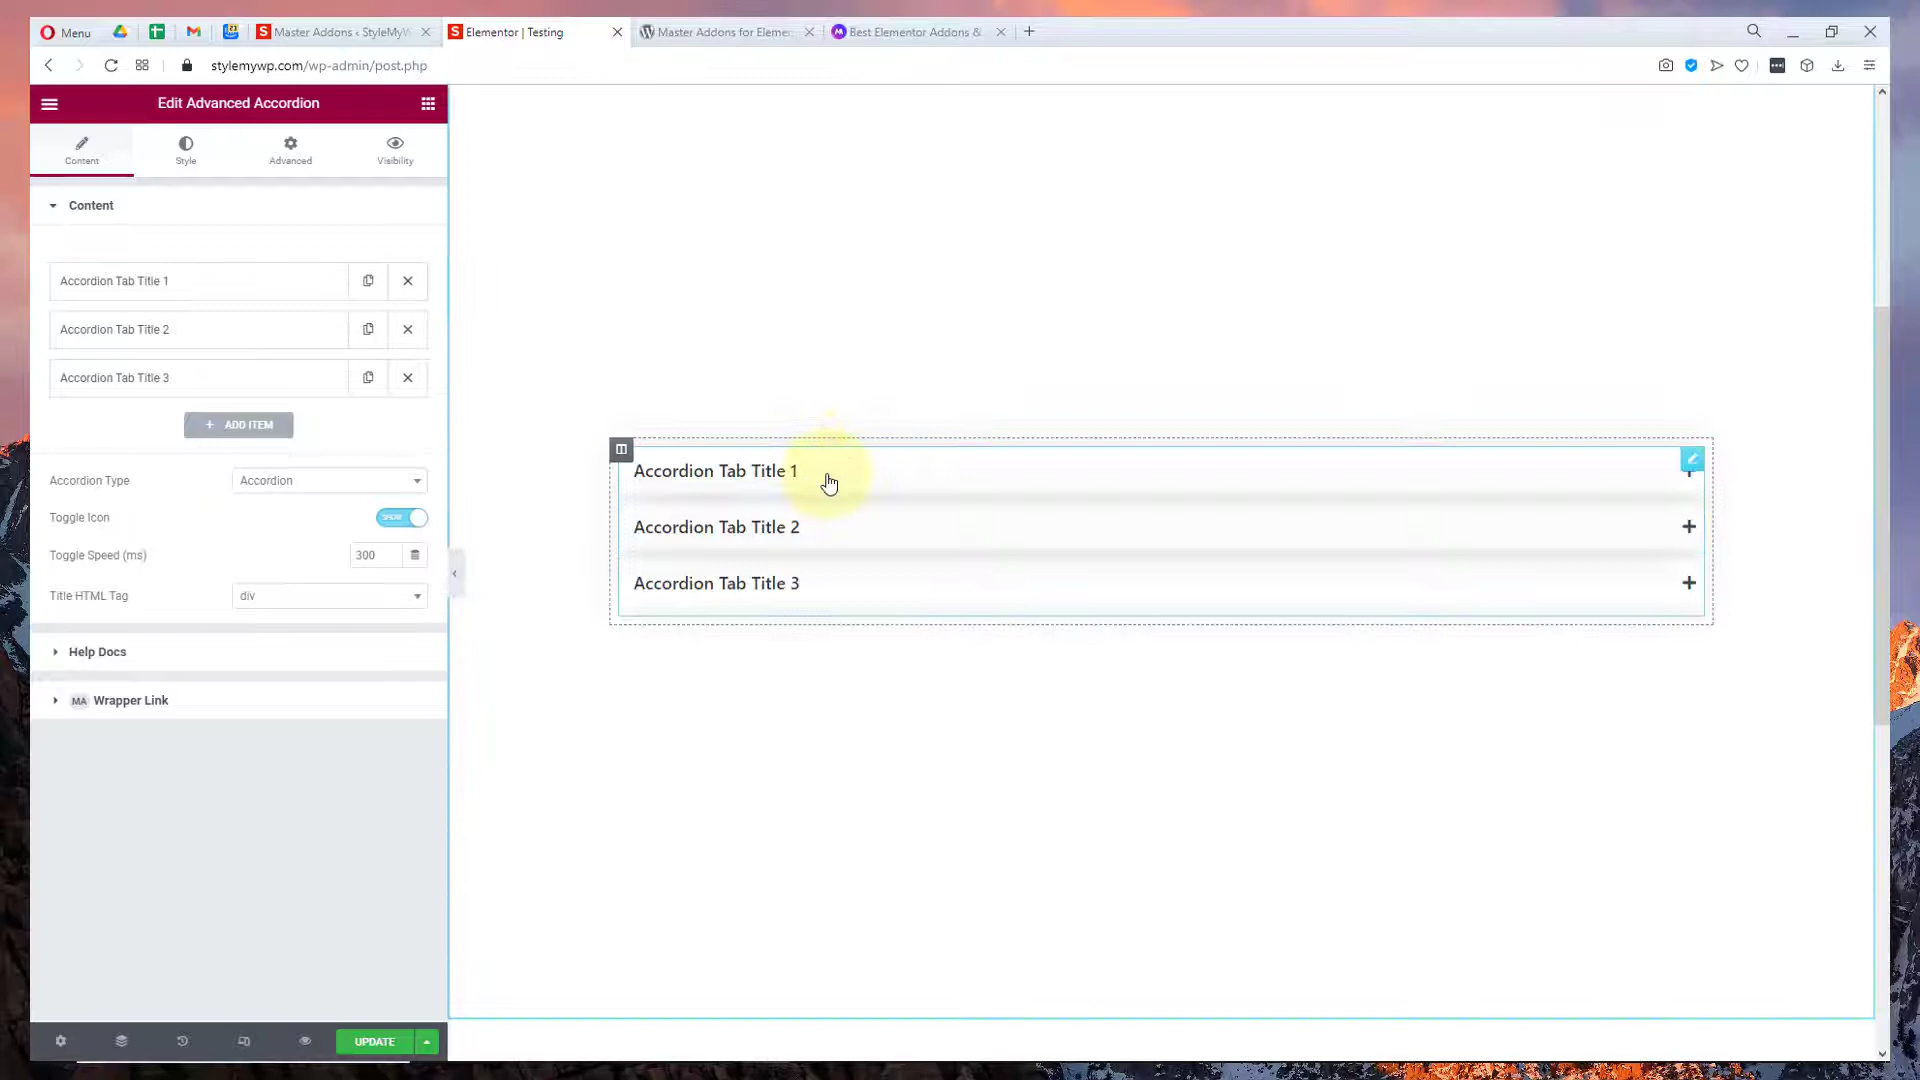 Menu
Master Addons ‹ StyleMyW
Elementor | Testing
Master Addons for Eleme
Best Elementor Addons &
stylemywp.com/wp-admin/post.php
Edit Advanced Accordion
Content
Style
Advanced
Visibility
Content
Accordion Tab Title 1
Accordion Tab Title 2
Accordion Tab Title 3
+ ADD ITEM
Accordion Type
Accordion
Toggle Icon
SHOW
Toggle Speed (ms)
300
Title HTML Tag
div
Help Docs
MA Wrapper Link
UPDATE
Accordion Tab Title 1
Accordion Tab Title 2
Accordion Tab Title 3